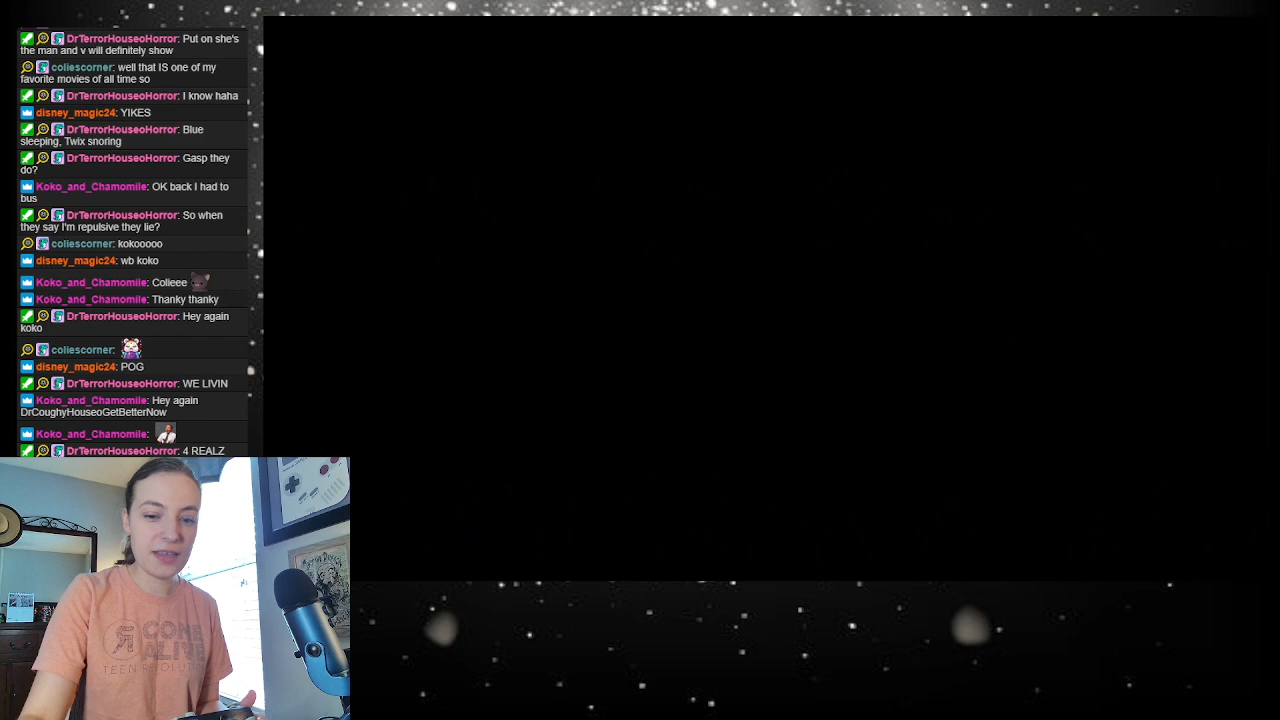 DrTerrorHouseoHorror: Put on she's
the man and v will definitely show
coliescorner: well that IS one of my
favorite movies of all time so
DrTerrorHouseoHorror: I know haha
disney_magic24: YIKES
DrTerrorHouseoHorror: Blue
sleeping, Twix snoring
DrTerrorHouseoHorror: Gasp they
do?
Koko_and_Chamomile: OK back I had to
bus
DrTerrorHouseoHorror: So when
they say I'm repulsive they lie?
coliescorner: kokooooo
disney_magic24: wb koko
Koko_and_Chamomile: Colieee
Koko_and_Chamomile: Thanky thanky
DrTerrorHouseoHorror: Hey again
koko
coliescorner:
disney_magic24: POG
DrTerrorHouseoHorror: WE LIVIN
Koko_and_Chamomile: Hey again
DrCoughyHouseoGetBetterNow
Koko_and_Chamomile:
DrTerrorHouseoHorror: 4 REALZ
COME
ALIVE